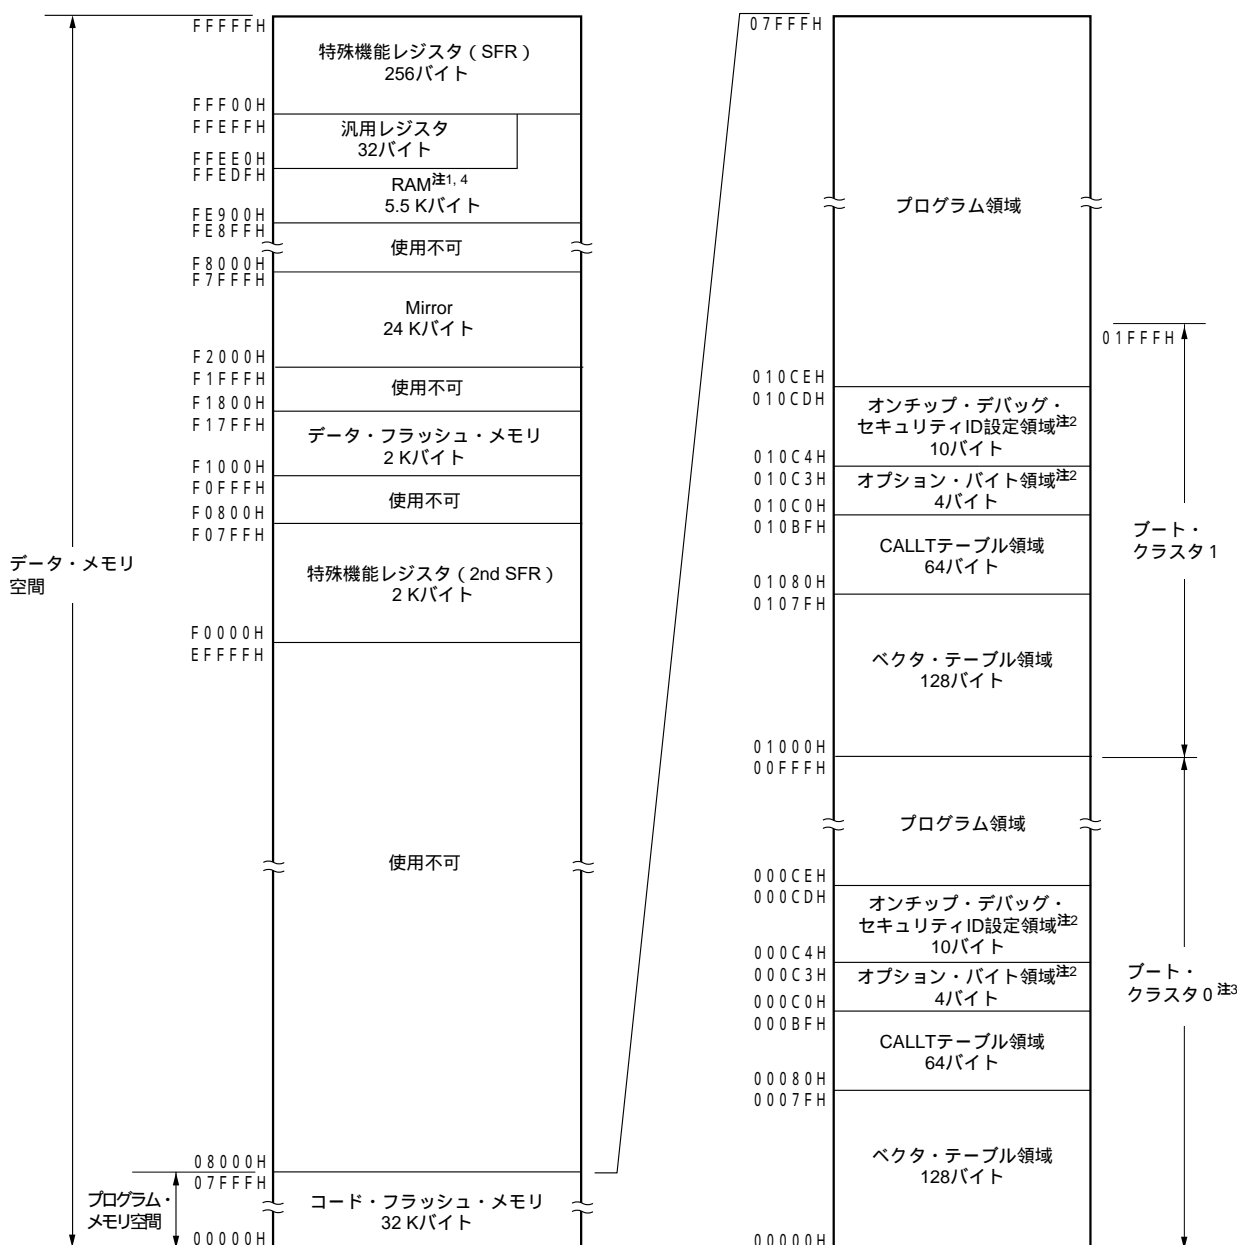 データ・メモリ
空間
プログラム・
メモリ空間
FFFFFH
特殊機能レジスタ(SFR)
256バイト
FFF00H
FFEFFH
汎用レジスタ
32バイト
FFEE0H
FFEDFH
RAM注1, 4
5.5 Kバイト
FE900H
FE8FFH
使用不可
F8000H
F7FFFH
Mirror
24 Kバイト
F2000H
F1FFFH
使用不可
F1800H
F17FFH
データ・フラッシュ・メモリ
2 Kバイト
F1000H
F0FFFH
使用不可
F0800H
F07FFH
特殊機能レジスタ(2nd SFR)
2 Kバイト
F0000H
EFFFFH
使用不可
08000H
07FFFH
コード・フラッシュ・メモリ
32 Kバイト
00000H
07FFFH
プログラム領域
01FFFH
010CEH
010CDH
オンチップ・デバッグ・
セキュリティID設定領域注2
10バイト
010C4H
010C3H
オプション・バイト領域注2
4バイト
010C0H
010BFH
CALLTテーブル領域
64バイト
01080H
0107FH
ベクタ・テーブル領域
128バイト
01000H
00FFFH
ブート・
クラスタ1
プログラム領域
000CEH
000CDH
オンチップ・デバッグ・
セキュリティID設定領域注2
10バイト
000C4H
000C3H
オプション・バイト領域注2
4バイト
000C0H
000BFH
CALLTテーブル領域
64バイト
00080H
0007FH
ベクタ・テーブル領域
128バイト
00000H
ブート・
クラスタ0注3